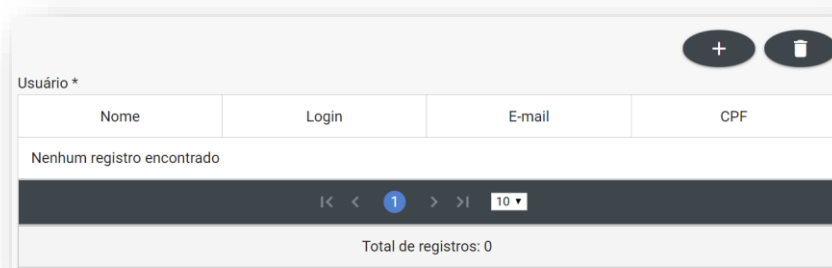 Usuário *
Nome Login E-mail CPF
Nenhum registro encontrado
1 10
Total de registros: 0